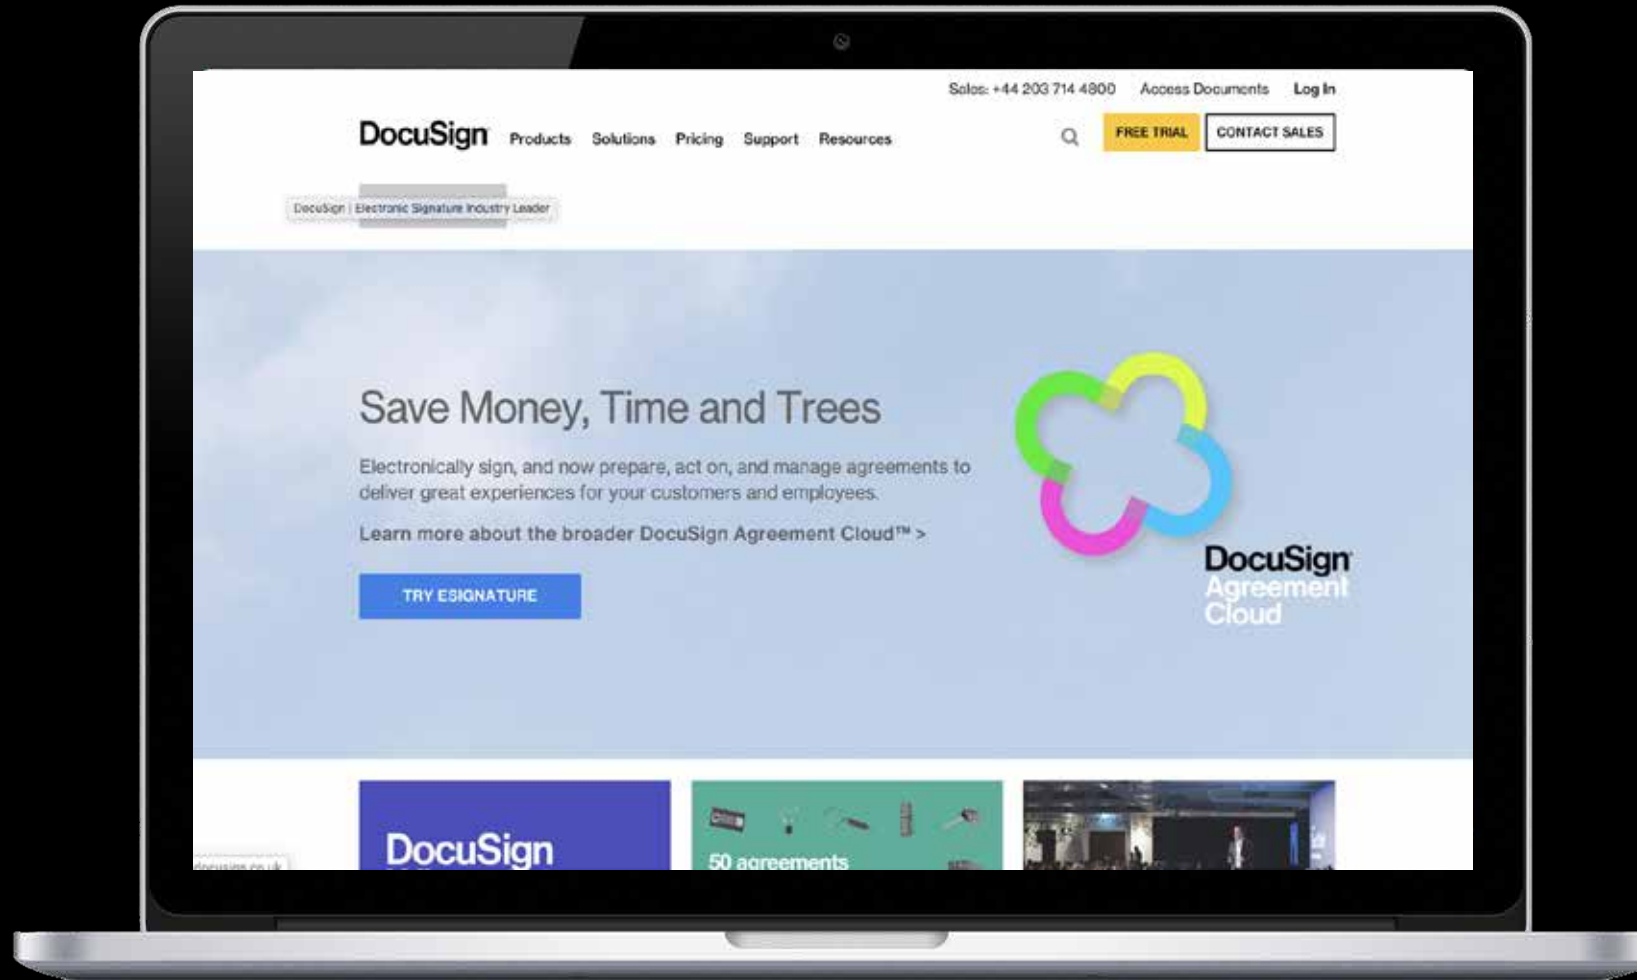 Sales: +44 203 714 4800 Access Documents Log In
DocuSign Products Solutions Pricing Support Resources FREE TRIAL CONTACT SALES
DocuSign | Electronic Signature Industry Leader
Save Money, Time and Trees
Electronically sign, and now prepare, act on, and manage agreements to
deliver great experiences for your customers and employees.
Learn more about the broader DocuSign Agreement Cloud™ >
TRY ESIGNATURE
DocuSign
Agreement
Cloud
DocuSign
50 agreements
docusign.co.uk